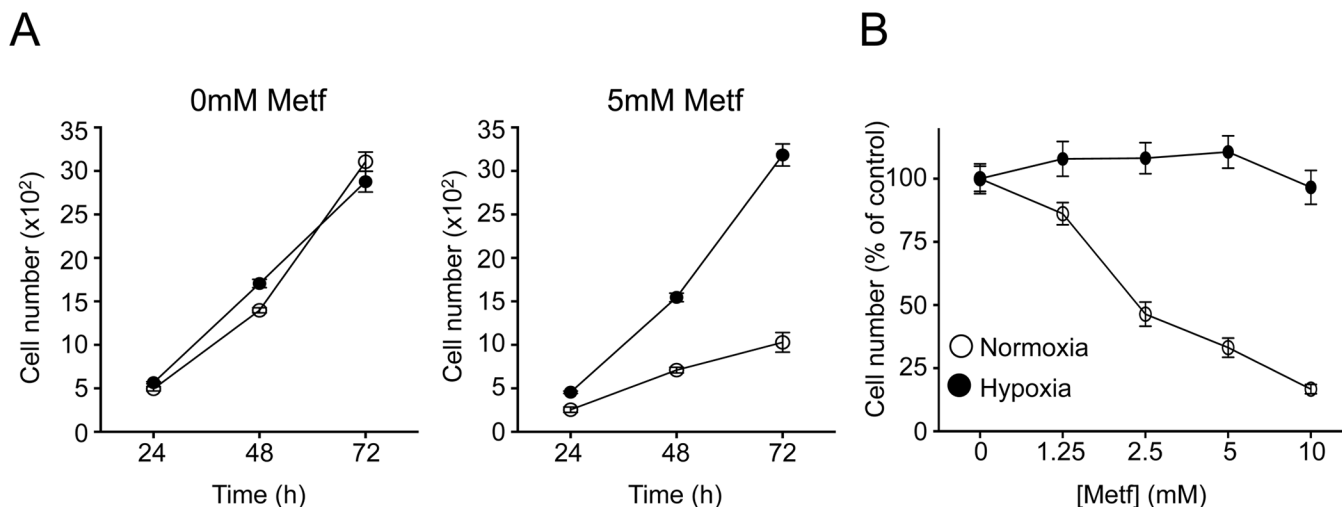 A
0mM Metf
Cell number (x10²)
35
30
25
20
15
10
5
0
24 48 72
Time (h)
5mM Metf
Cell number (x10²)
35
30
25
20
15
10
5
0
24 48 72
Time (h)
B
Cell number (% of control)
100
75
50
25
0
Normoxia
Hypoxia
0 1.25 2.5 5 10
[Metf] (mM)